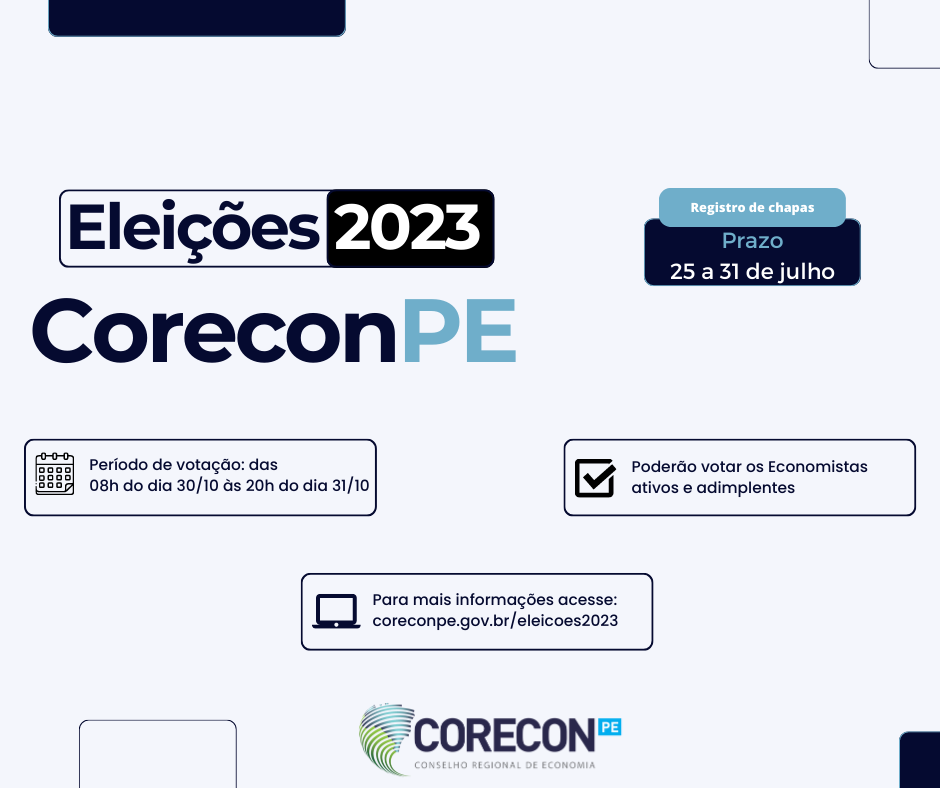 Eleições 2023
CoreconPE
Registro de chapas
Prazo
25 a 31 de julho
Período de votação: das
08h do dia 30/10 às 20h do dia 31/10
Poderão votar os Economistas
ativos e adimplentes
Para mais informações acesse:
coreconpe.gov.br/eleicoes2023
CORECON PE
CONSELHO REGIONAL DE ECONOMIA